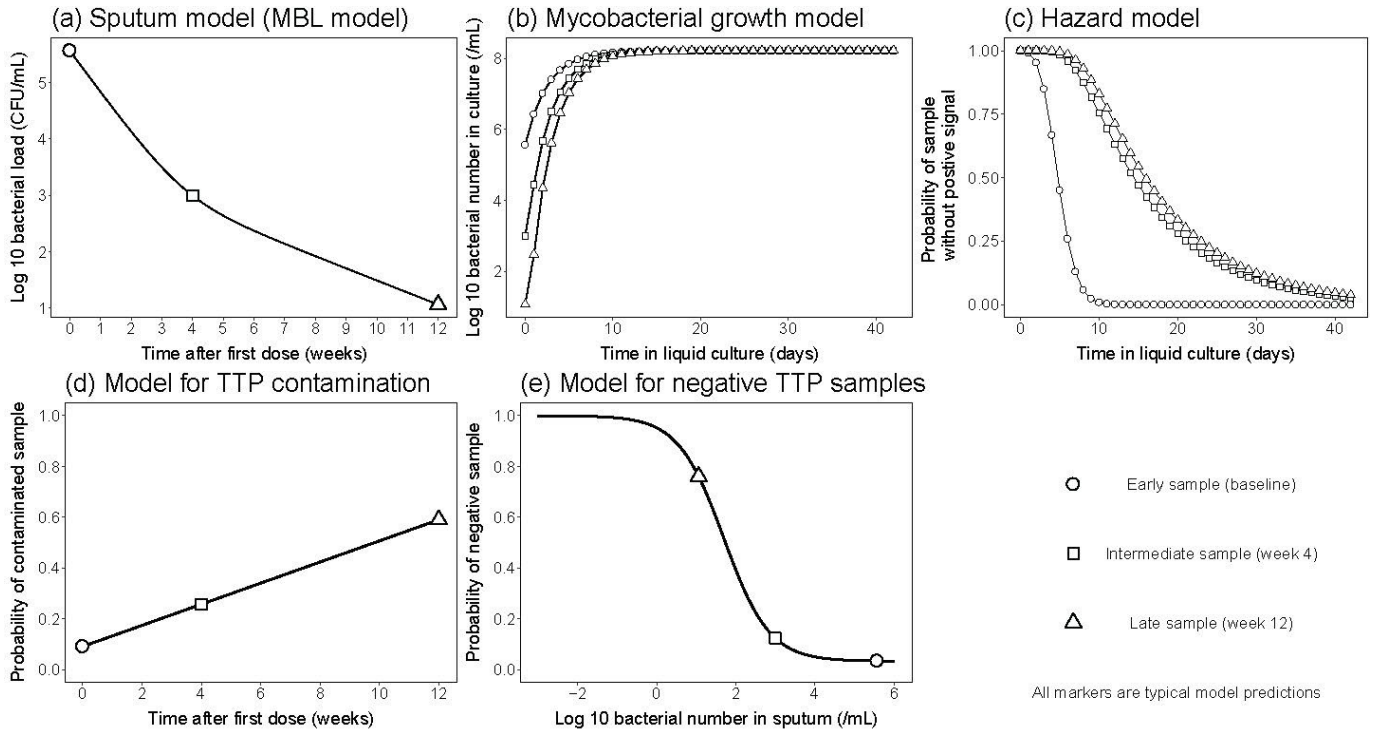 (a) Sputum model (MBL model)
Log 10 bacterial load (CFU/mL)
5
4
3
2
1
0 1 2 3 4 5 6 7 8 9 10 11 12
Time after first dose (weeks)
(b) Mycobacterial growth model
Log 10 bacterial number in culture (/mL)
8
6
4
2
0 10 20 30 40
Time in liquid culture (days)
(c) Hazard model
Probability of sample
without postive signal
1.00
0.75
0.50
0.25
0.00
0 10 20 30 40
Time in liquid culture (days)
(d) Model for TTP contamination
Probability of contaminated sample
1.0
0.8
0.6
0.4
0.2
0.0
0 2 4 6 8 10 12
Time after first dose (weeks)
(e) Model for negative TTP samples
Probability of negative sample
1.0
0.8
0.6
0.4
0.2
0.0
−2 0 2 4 6
Log 10 bacterial number in sputum (/mL)
Early sample (baseline)
Intermediate sample (week 4)
Late sample (week 12)
All markers are typical model predictions